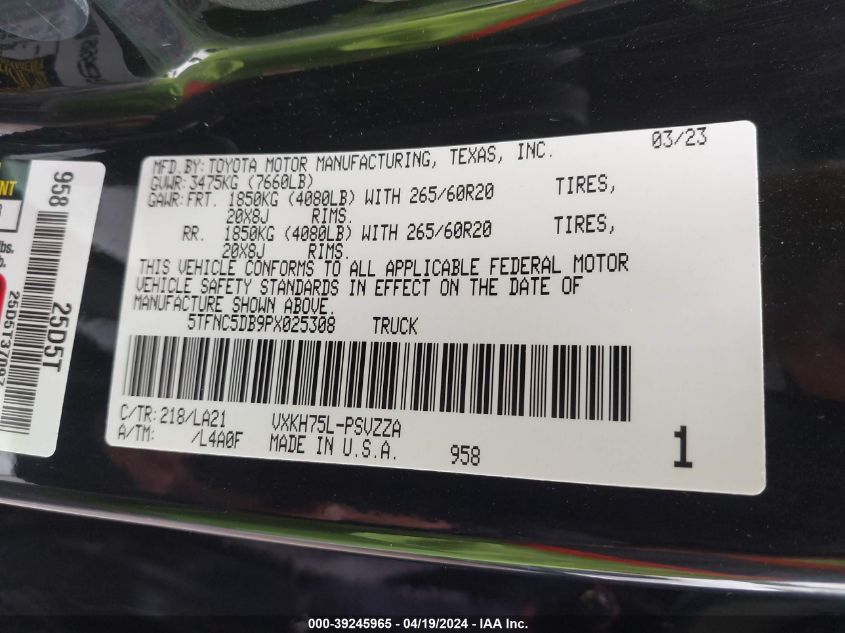 MFD.BY:TOYOTA MOTOR MANUFACTURING, TEXAS, INC. 03/23
GVWR:3475KG (7660LB)
GAWR:FRT. 1850KG (4080LB) WITH 265/60R20 TIRES,
20X8J RIMS.
RR. 1850KG (4080LB) WITH 265/60R20 TIRES,
20X8J RIMS.
THIS VEHICLE CONFORMS TO ALL APPLICABLE FEDERAL MOTOR
VEHICLE SAFETY STANDARDS IN EFFECT ON THE DATE OF
MANUFACTURE SHOWN ABOVE.
5TFNC5DB9PX025308 TRUCK
C/TR:218/LA21 VXKH75L-PSVZZA
A/TM: /L4A0F MADE IN U.S.A. 958 1
958
25D5T
lbs.
000-39245965 - 04/19/2024 - IAA Inc.